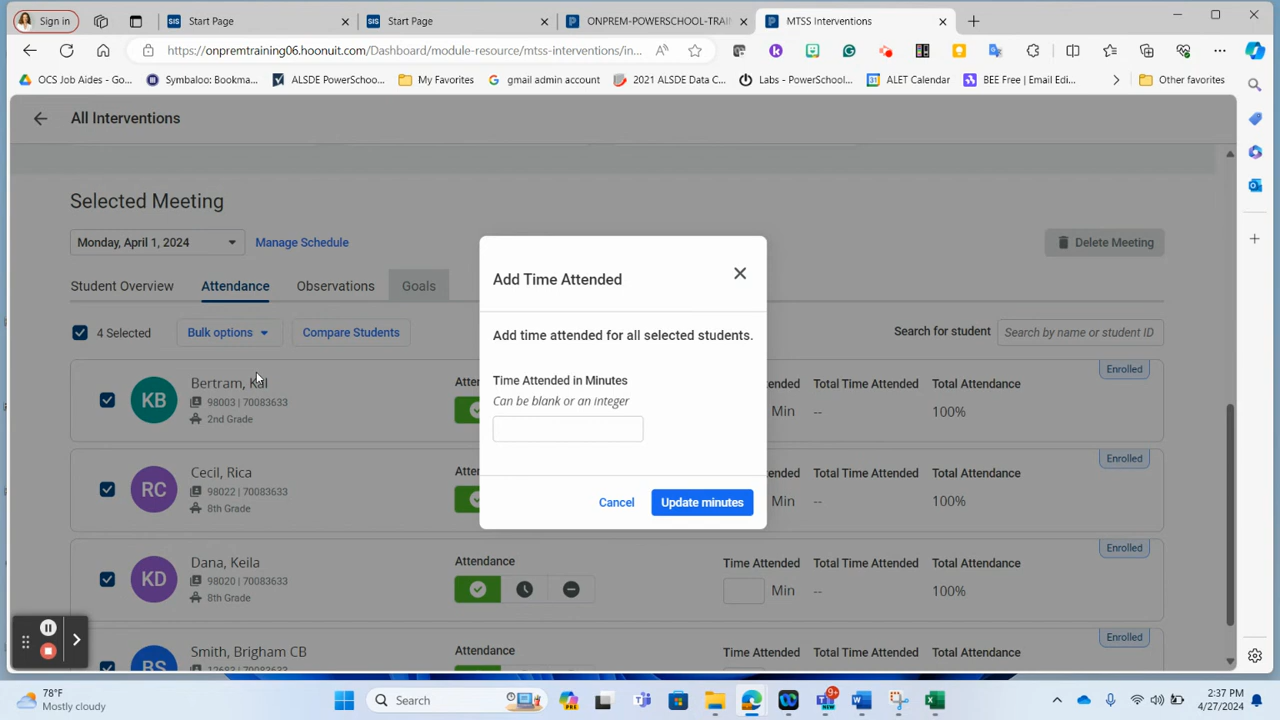 Sign in
Start Page
Start Page
ONPREM-POWERSCHOOL-TRAI
MTSS Interventions
https://onpremtraining06.hoonuit.com/Dashboard/module-resource/mtss-interventions/in...
OCS Job Aides - Go...
Symbaloo: Bookma...
ALSDE PowerSchoo...
My Favorites
gmail admin account
2021 ALSDE Data C...
Labs - PowerSchool...
ALET Calendar
BEE Free | Email Edi...
Other favorites
All Interventions
Selected Meeting
Monday, April 1, 2024
Manage Schedule
Delete Meeting
Student Overview
Attendance
Observations
Goals
4 Selected
Bulk options
Compare Students
Search for student
Search by name or student ID
Add Time Attended
Add time attended for all selected students.
Time Attended in Minutes
Can be blank or an integer
Cancel
Update minutes
KB
Bertram, Kal
98003 | 70083633
2nd Grade
Atte
ended
Min
Total Time Attended
--
Total Attendance
100%
Enrolled
RC
Cecil, Rica
98022 | 70083633
8th Grade
Atte
ended
Min
Total Time Attended
--
Total Attendance
100%
Enrolled
KD
Dana, Keila
98020 | 70083633
8th Grade
Attendance
Time Attended
Min
Total Time Attended
--
Total Attendance
100%
Enrolled
BS
Smith, Brigham CB
12683 | 70083633
Attendance
Time Attended
Total Time Attended
Total Attendance
Enrolled
78°F
Mostly cloudy
Search
PRE
NEW
9+
2:37 PM
4/27/2024